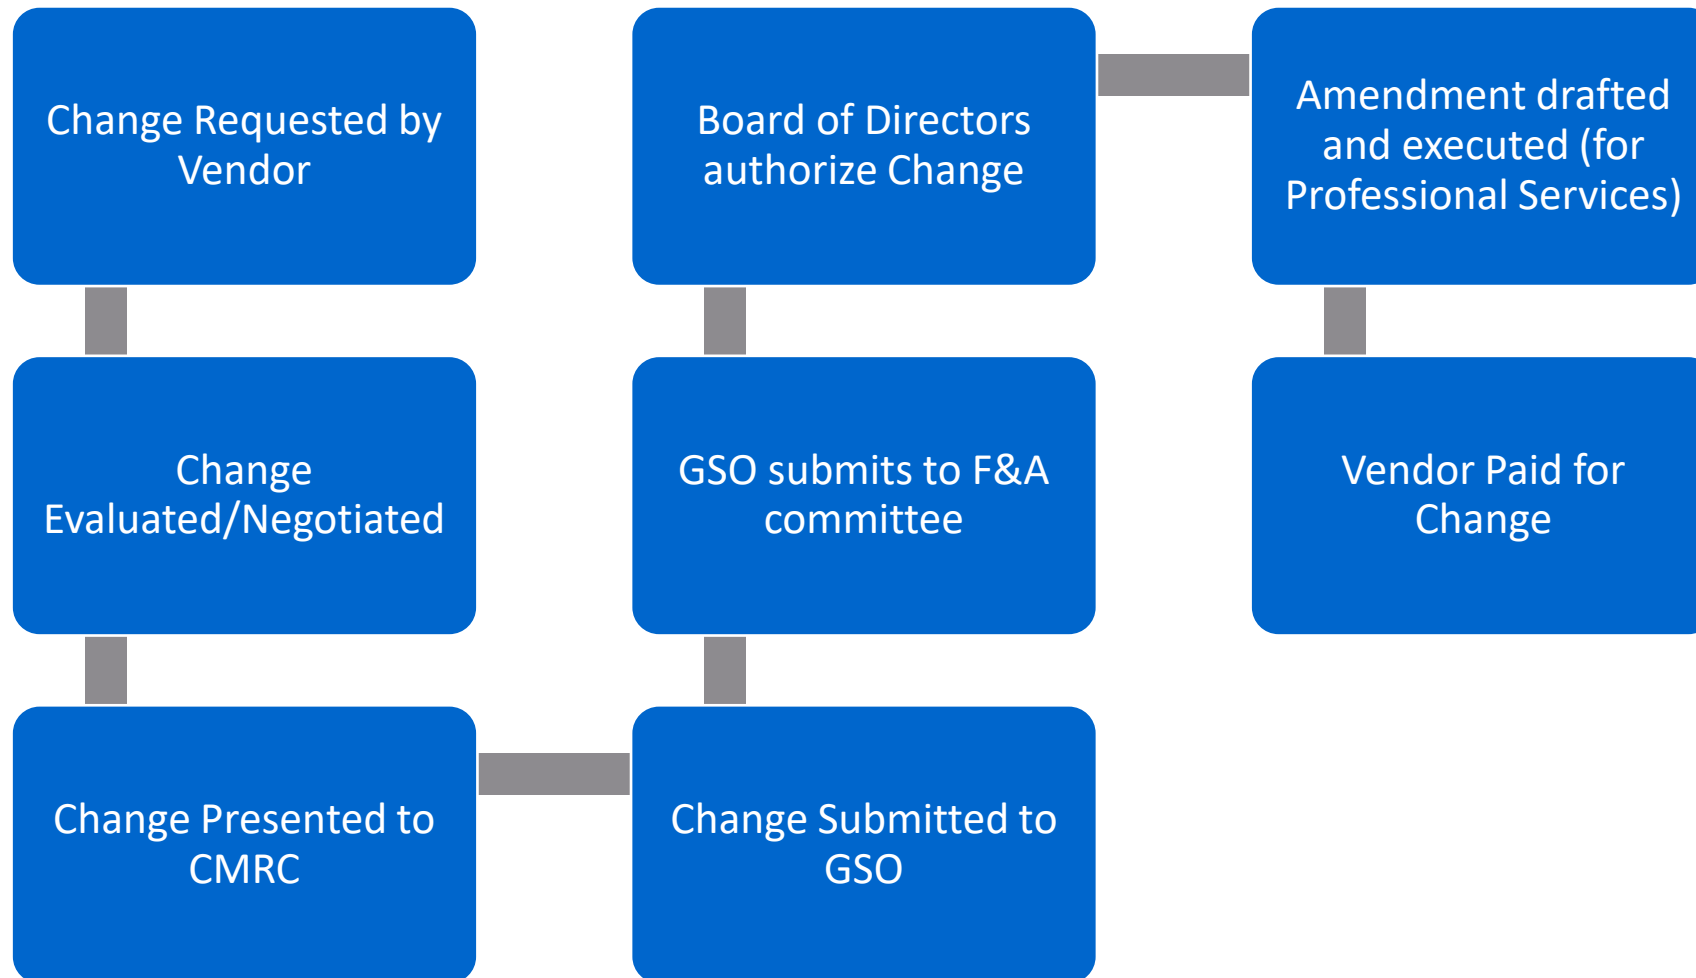 Change Requested by
Vendor
Change
Evaluated/Negotiated
Change Presented to
CMRC
Change Submitted to
GSO
GSO submits to F&A
committee
Board of Directors
authorize Change
Amendment drafted
and executed (for
Professional Services)
Vendor Paid for
Change